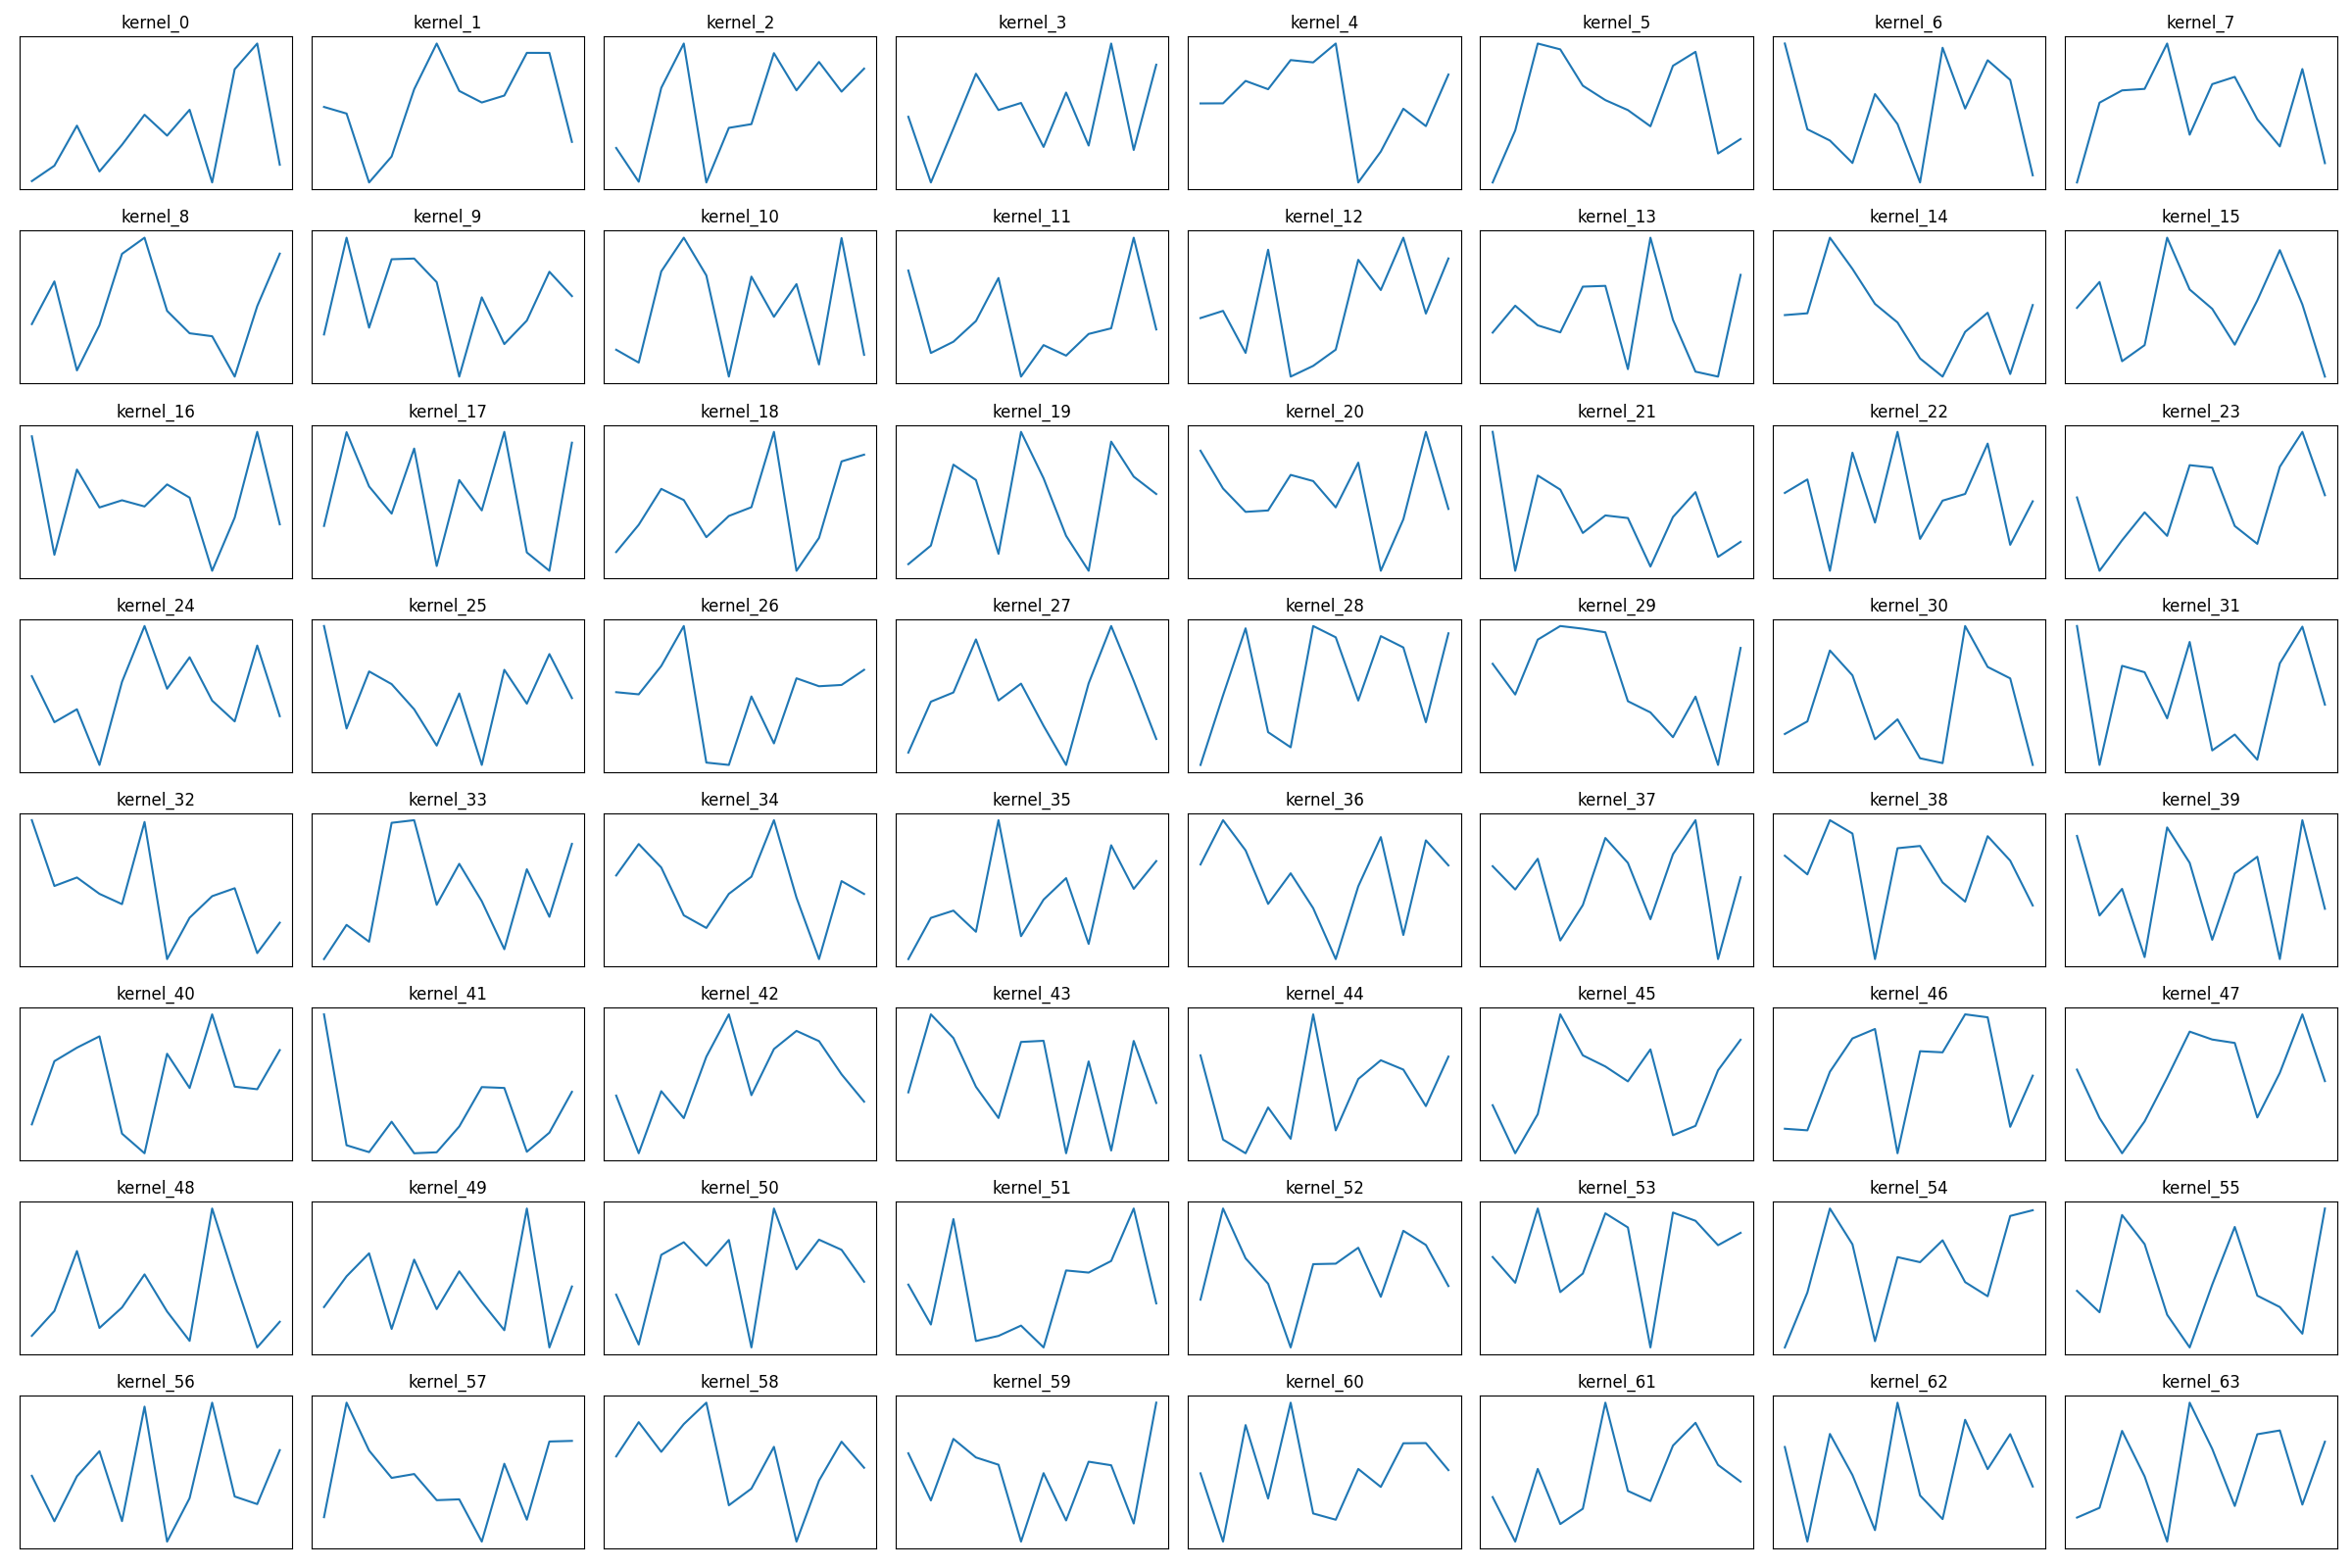 kernel_0 kernel_1 kernel_2 kernel_3 kernel_4 kernel_5 kernel_6 kernel_7
kernel_8 kernel_9 kernel_10 kernel_11 kernel_12 kernel_13 kernel_14 kernel_15
kernel_16 kernel_17 kernel_18 kernel_19 kernel_20 kernel_21 kernel_22 kernel_23
kernel_24 kernel_25 kernel_26 kernel_27 kernel_28 kernel_29 kernel_30 kernel_31
kernel_32 kernel_33 kernel_34 kernel_35 kernel_36 kernel_37 kernel_38 kernel_39
kernel_40 kernel_41 kernel_42 kernel_43 kernel_44 kernel_45 kernel_46 kernel_47
kernel_48 kernel_49 kernel_50 kernel_51 kernel_52 kernel_53 kernel_54 kernel_55
kernel_56 kernel_57 kernel_58 kernel_59 kernel_60 kernel_61 kernel_62 kernel_63